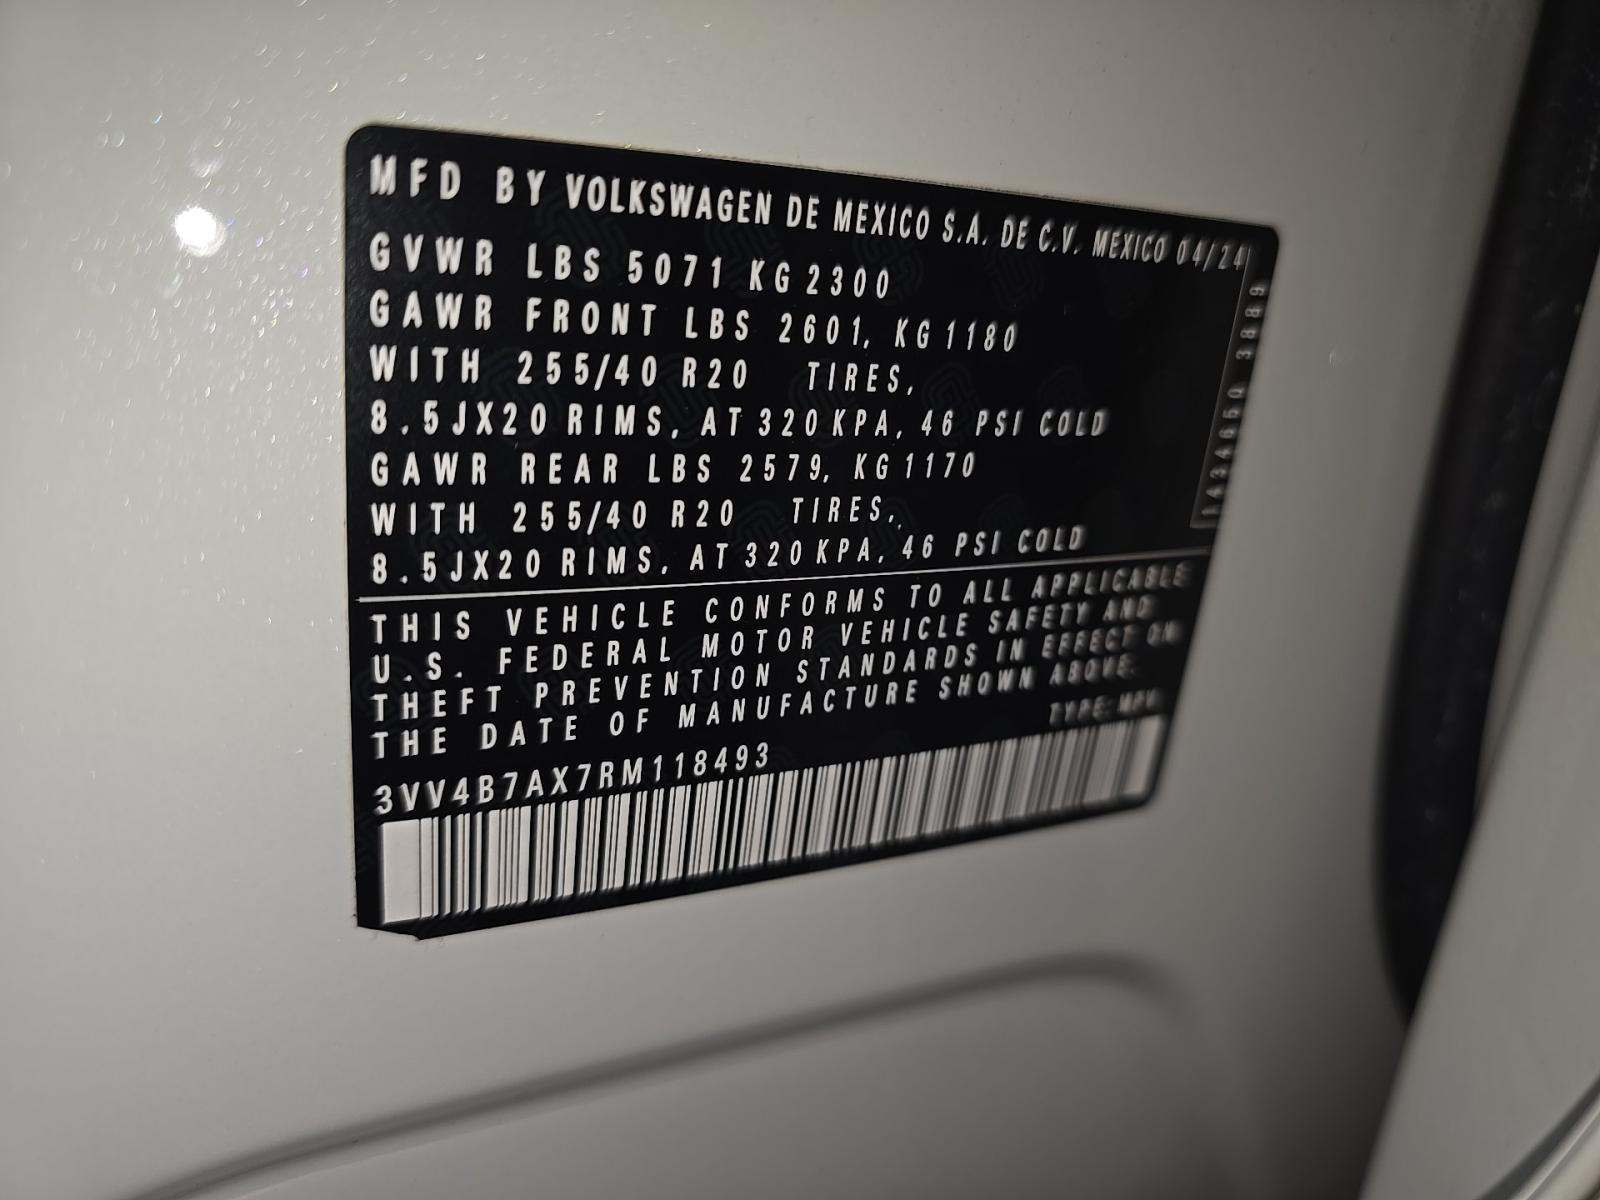 MFD BY VOLKSWAGEN DE MEXICO S.A. DE C.V. MEXICO 04/24
GVWR LBS 5071 KG 2300
GAWR FRONT LBS 2601, KG 1180
WITH 255/40 R20 TIRES,
8.5JX20 RIMS, AT 320 KPA, 46 PSI COLD
GAWR REAR LBS 2579, KG 1170
WITH 255/40 R20 TIRES,
8.5JX20 RIMS, AT 320 KPA, 46 PSI COLD
1434650 3889
THIS VEHICLE CONFORMS TO ALL APPLICABLE
U.S. FEDERAL MOTOR VEHICLE SAFETY AND
THEFT PREVENTION STANDARDS IN EFFECT ON
THE DATE OF MANUFACTURE SHOWN ABOVE.
TYPE: MPV
3VV4B7AX7RM118493